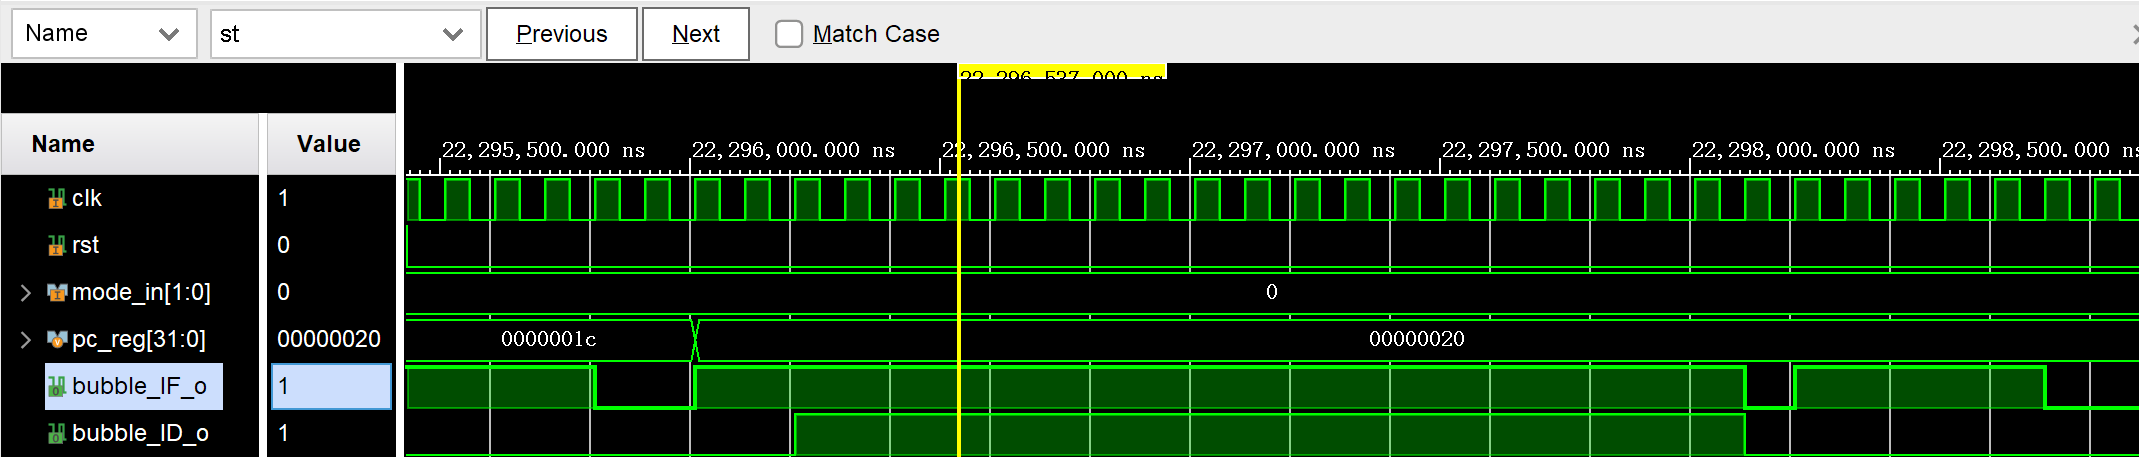 Name st Previous Next Match Case
22,296,537.000 ns
Name Value
22,295,500.000 ns 22,296,000.000 ns 22,296,500.000 ns 22,297,000.000 ns 22,297,500.000 ns 22,298,000.000 ns 22,298,500.000 ns
clk 1
rst 0
mode_in[1:0] 0 0
pc_reg[31:0] 00000020 0000001c 00000020
bubble_IF_o 1
bubble_ID_o 1